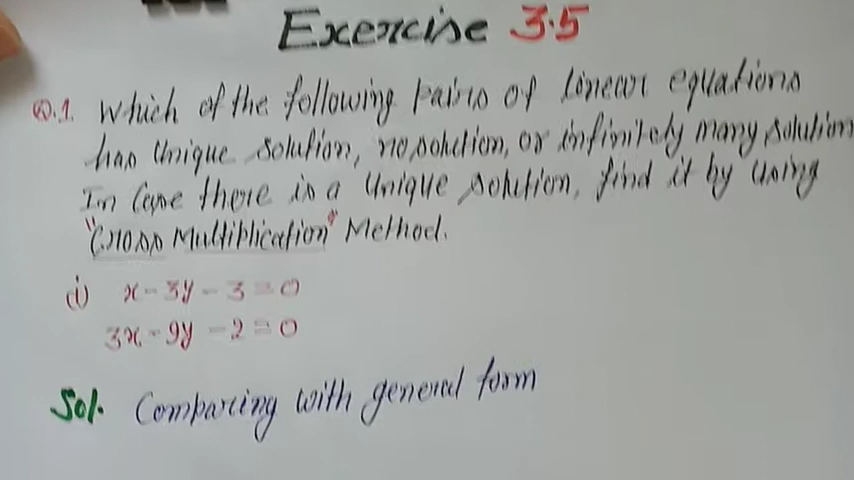 Exercise 3.5
Q.1 Which of the following pairs of linear equations
has Unique solution, no solution, or infinitely many solution
In Case there is a Unique solution, find it by using
"Cross Multiplication" Method.
(i) x - 3y - 3 = 0
3x - 9y - 2 = 0
Sol. Comparing with general form